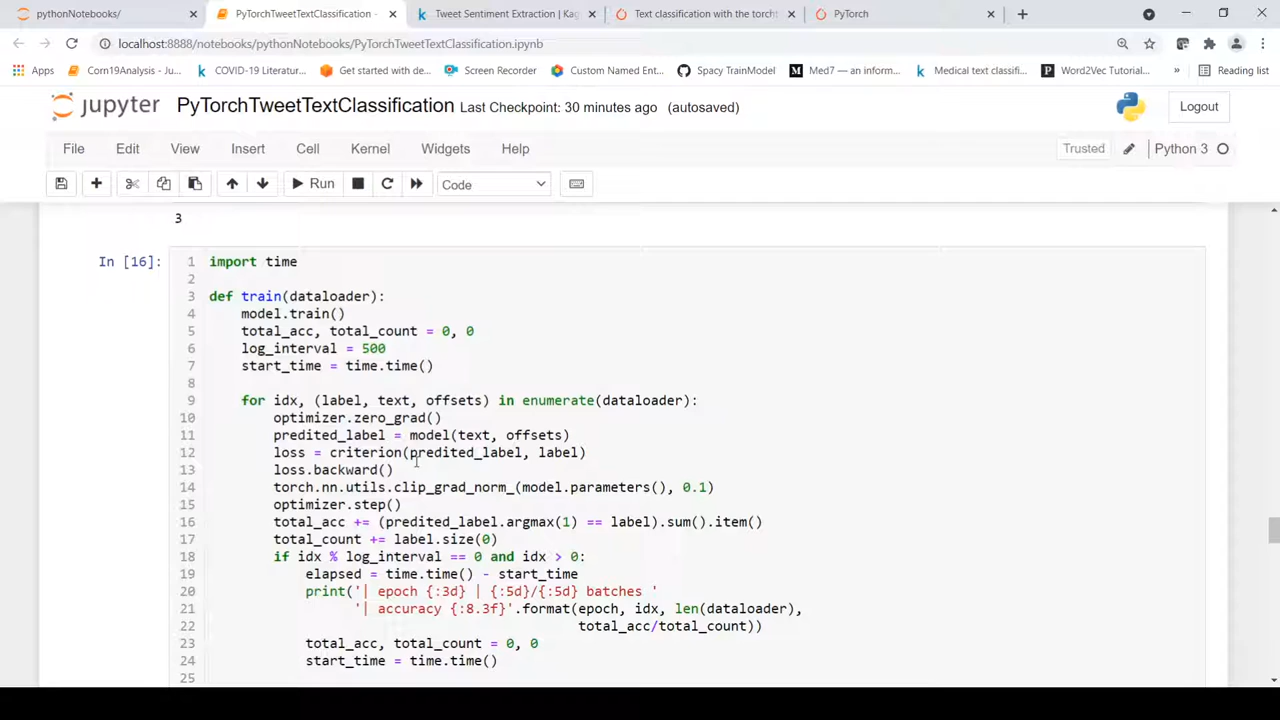 pythonNotebooks/
PyTorchTweetTextClassification -
Tweet Sentiment Extraction | Kag
Text classification with the torcht
PyTorch
localhost:8888/notebooks/pythonNotebooks/PyTorchTweetTextClassification.ipynb
Apps
Corn19Analysis - Ju...
COVID-19 Literatur...
Get started with de...
Screen Recorder
Custom Named Ent...
Spacy TrainModel
Med7 — an inform...
Medical text classifi...
Word2Vec Tutorial...
»
Reading list
jupyter
PyTorchTweetTextClassification Last Checkpoint: 30 minutes ago (autosaved)
Logout
File Edit View Insert Cell Kernel Widgets Help
Trusted
Python 3
Run
Code
3
In [16]:
1 import time
2
3 def train(dataloader):
4     model.train()
5     total_acc, total_count = 0, 0
6     log_interval = 500
7     start_time = time.time()
8
9     for idx, (label, text, offsets) in enumerate(dataloader):
10         optimizer.zero_grad()
11         predited_label = model(text, offsets)
12         loss = criterion(predited_label, label)
13         loss.backward()
14         torch.nn.utils.clip_grad_norm_(model.parameters(), 0.1)
15         optimizer.step()
16         total_acc += (predited_label.argmax(1) == label).sum().item()
17         total_count += label.size(0)
18         if idx % log_interval == 0 and idx > 0:
19             elapsed = time.time() - start_time
20             print('| epoch {:3d} | {:5d}/{:5d} batches '
21                   '| accuracy {:8.3f}'.format(epoch, idx, len(dataloader),
22                                               total_acc/total_count))
23             total_acc, total_count = 0, 0
24             start_time = time.time()
25